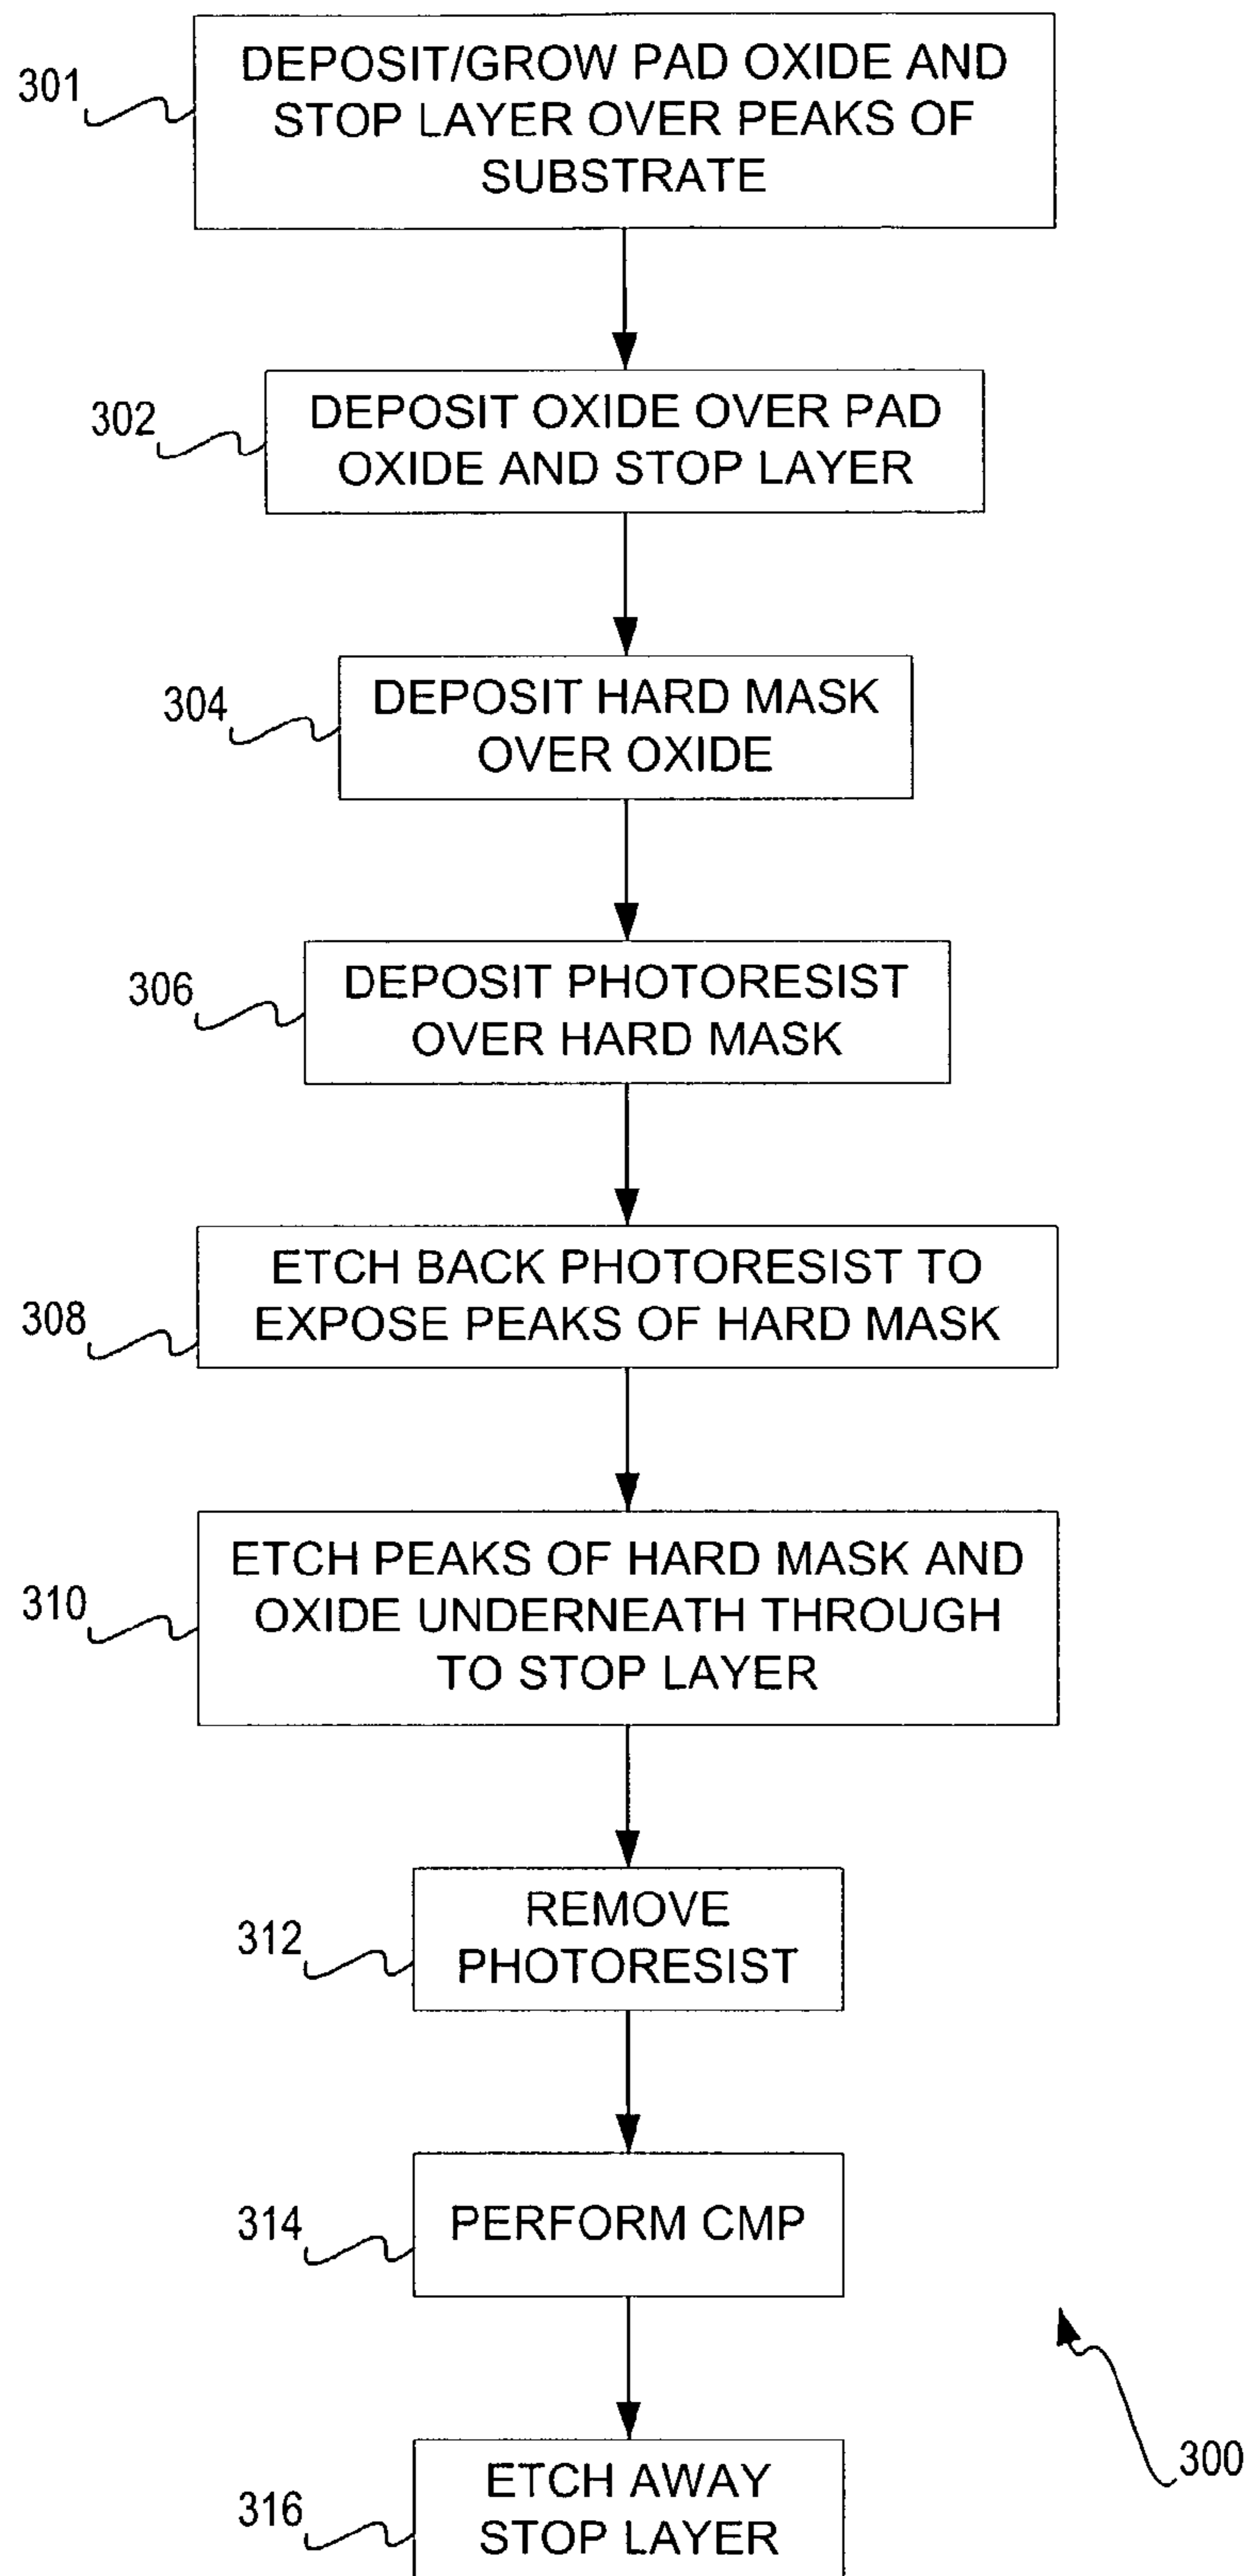 301
DEPOSIT/GROW PAD OXIDE AND
STOP LAYER OVER PEAKS OF
SUBSTRATE
302
DEPOSIT OXIDE OVER PAD
OXIDE AND STOP LAYER
304
DEPOSIT HARD MASK
OVER OXIDE
306
DEPOSIT PHOTORESIST
OVER HARD MASK
308
ETCH BACK PHOTORESIST TO
EXPOSE PEAKS OF HARD MASK
310
ETCH PEAKS OF HARD MASK AND
OXIDE UNDERNEATH THROUGH
TO STOP LAYER
312
REMOVE
PHOTORESIST
314
PERFORM CMP
316
ETCH AWAY
STOP LAYER
300